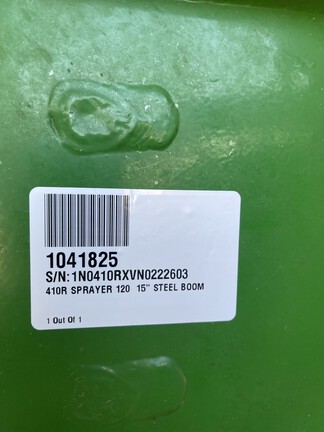 1041825
S/N:1N0410RXVN0222603
410R SPRAYER 120 15" STEEL BOOM
1 Out Of 1